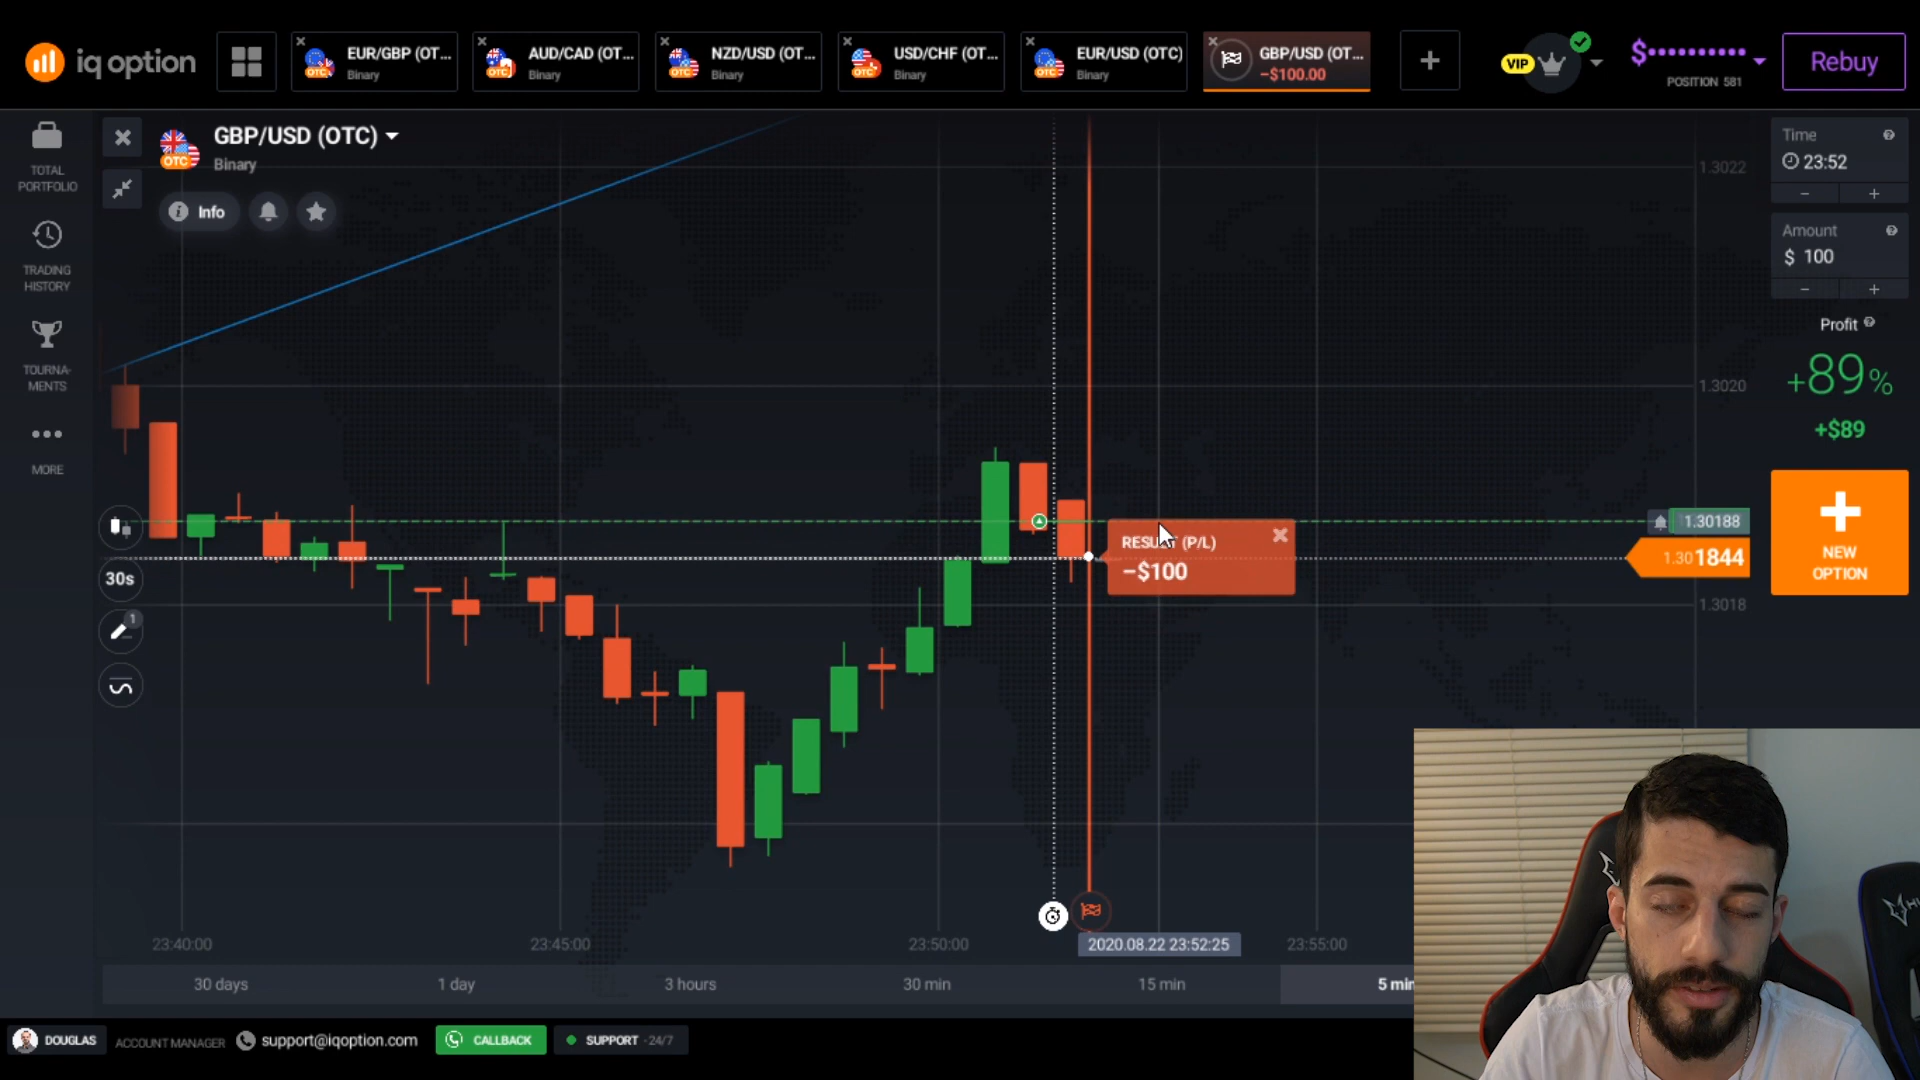 iq option
EUR/GBP (OT...
Binary
AUD/CAD (OT...
Binary
NZD/USD (OT...
Binary
USD/CHF (OT...
Binary
EUR/USD (OTC)
Binary
GBP/USD (OT...
−$100.00
+
VIP
$••••••••••
POSITION 581
Rebuy
TOTAL
PORTFOLIO
TRADING
HISTORY
TOURNA-
MENTS
MORE
OTC
GBP/USD (OTC)
Binary
Info
30s
1
1.3022
1.3020
1.30188
1.301844
1.3018
RESULT (P/L)
−$100
Time
23:52
− +
Amount
$ 100
− +
Profit
+89%
+$89
NEW
OPTION
23:40:00
23:45:00
23:50:00
2020.08.22 23:52:25
23:55:00
30 days
1 day
3 hours
30 min
15 min
5 min
DOUGLAS
ACCOUNT MANAGER
support@iqoption.com
CALLBACK
SUPPORT - 24/7